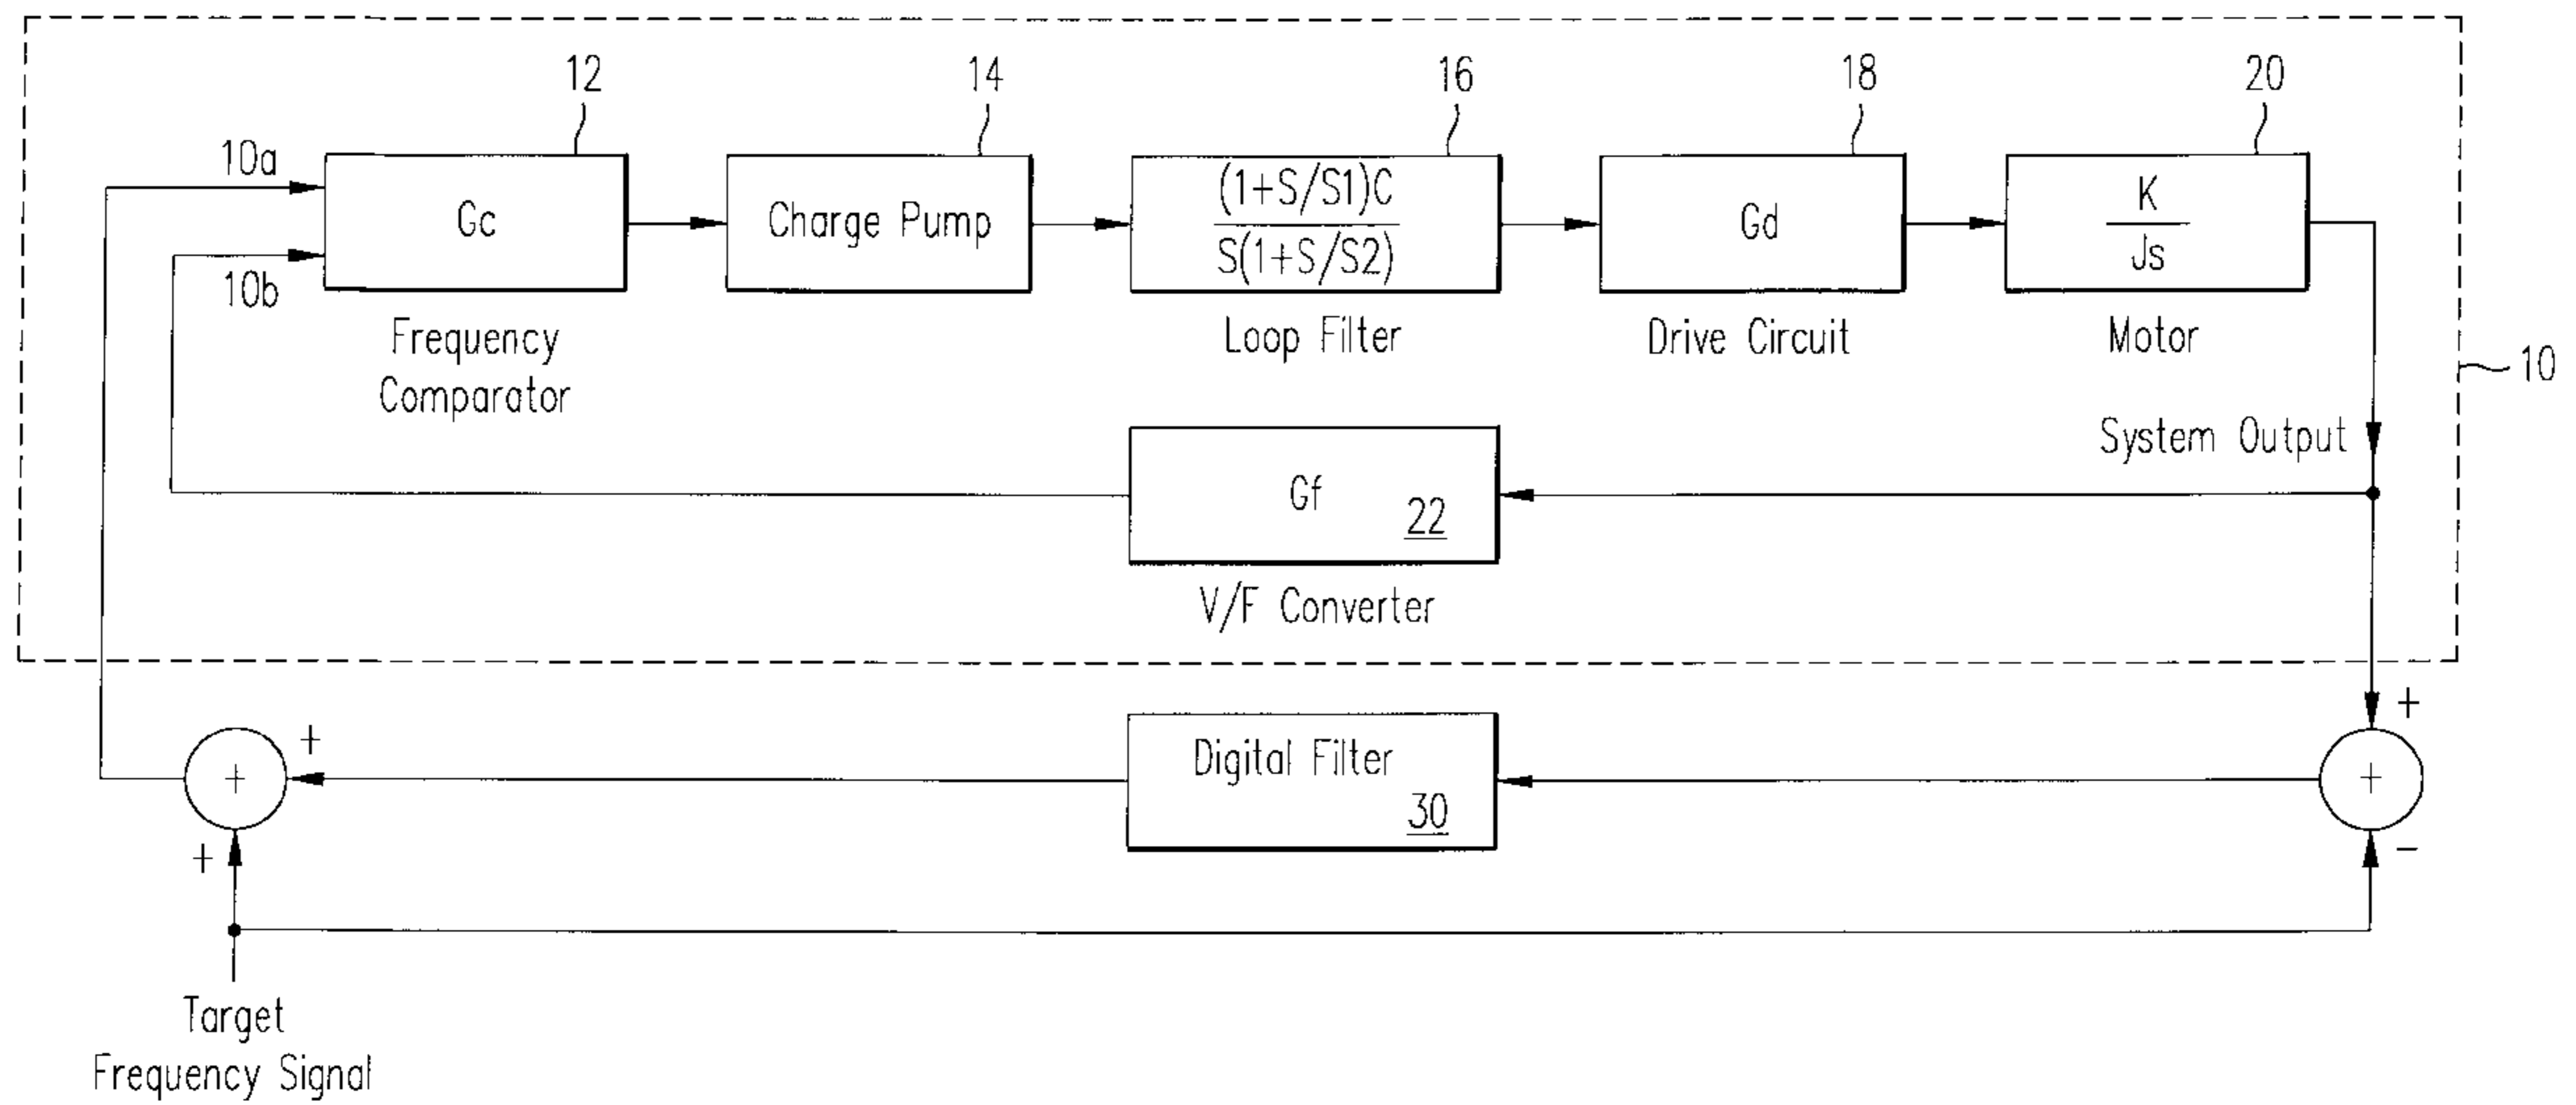 12
14
16
18
20
10a
10b
Gc
Charge Pump
(1+S/S1)C
S(1+S/S2)
Gd
K
Js
Frequency
Comparator
Loop Filter
Drive Circuit
Motor
10
System Output
Gf
22
V/F Converter
+
+
+
Digital Filter
30
+
+
−
Target
Frequency Signal